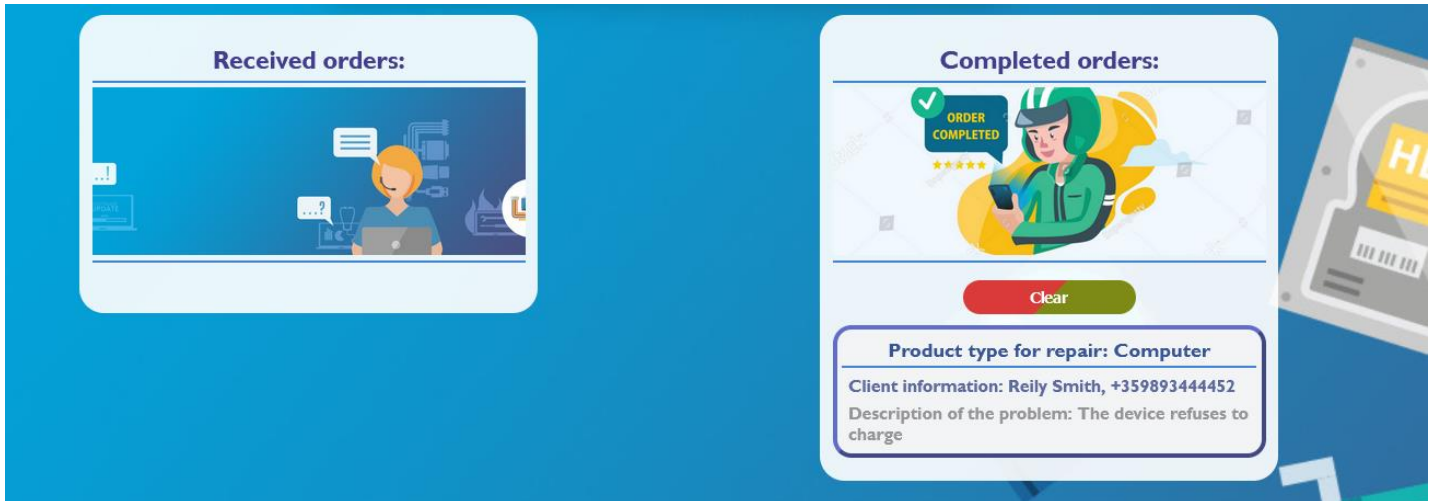 Received orders:
...!
UPDATE
...?
Completed orders:
ORDER
COMPLETED
Clear
Product type for repair: Computer
Client information: Reily Smith, +359893444452
Description of the problem: The device refuses to
charge